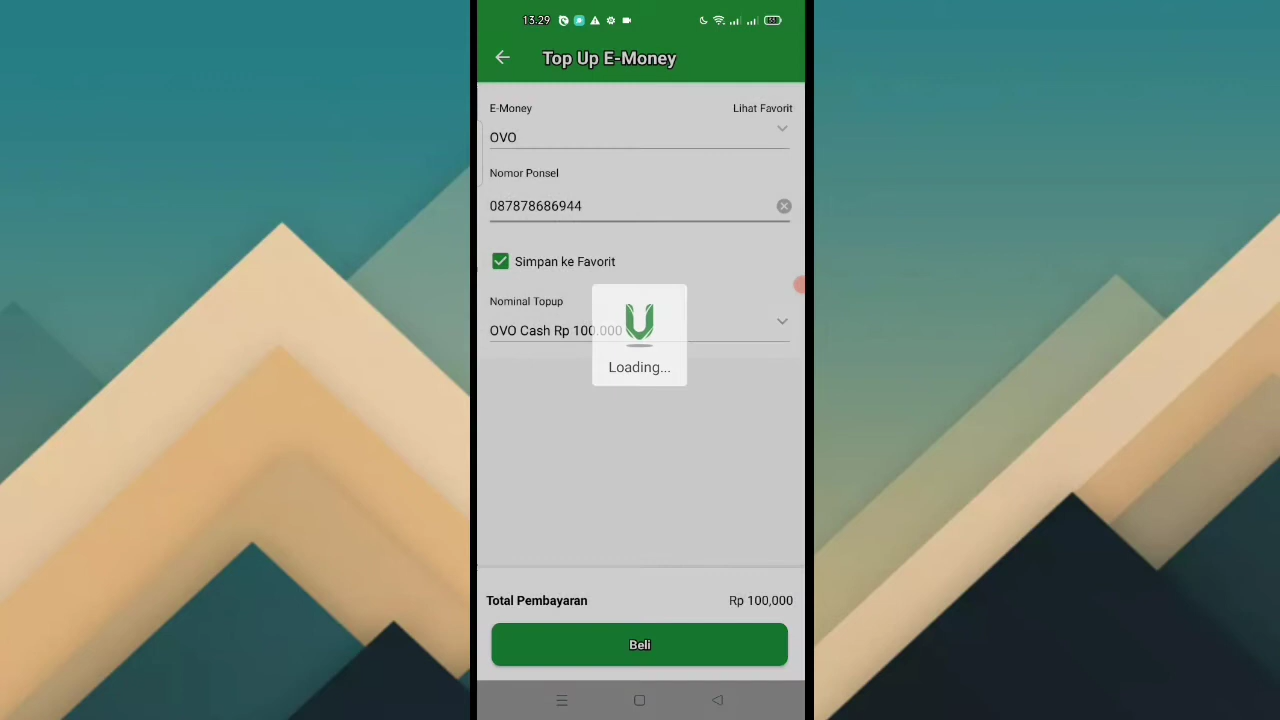 13.29
Top Up E-Money
E-Money
Lihat Favorit
OVO
Nomor Ponsel
087878686944
Simpan ke Favorit
Nominal Topup
OVO Cash Rp 100.000
Loading...
Total Pembayaran
Rp 100,000
Beli